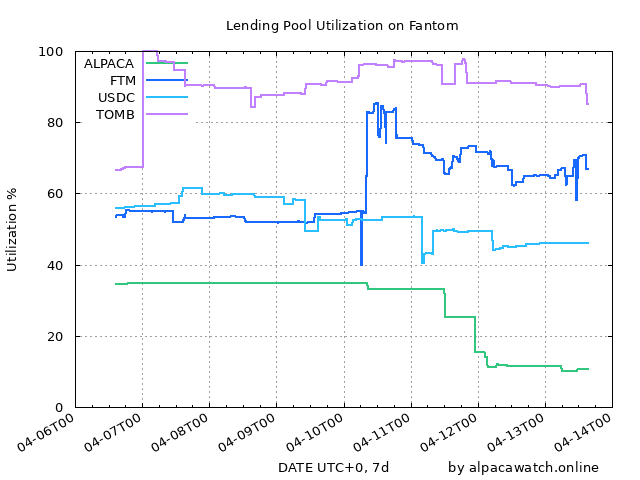 Lending Pool Utilization on Fantom
100
80
60
40
20
0
Utilization %
ALPACA
FTM
USDC
TOMB
04-06T00
04-07T00
04-08T00
04-09T00
04-10T00
04-11T00
04-12T00
04-13T00
04-14T00
DATE UTC+0, 7d
by alpacawatch.online